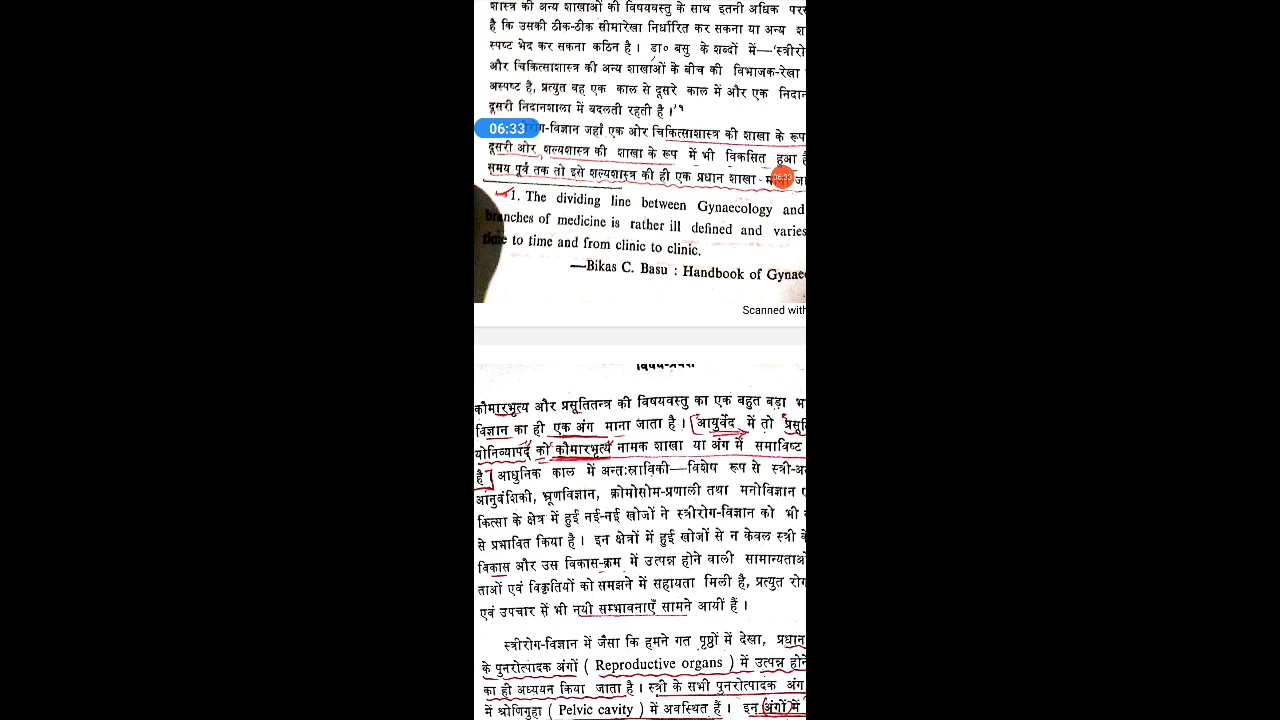 शास्त्र की अन्य शाखाओं की विषयवस्तु के साथ इतनी अधिक
है कि उसकी ठीक-ठीक सीमारेखा निर्धारित कर सकना या अन्य
स्पष्ट भेद कर सकना कठिन है । डा० बसु के शब्दों में—'स्त्रीरो
और चिकित्साशास्त्र की अन्य शाखाओं के बीच की विभाजक-रेखा
अस्पष्ट है, प्रत्युत वह एक काल से दूसरे काल में और एक निदान
दूसरी निदानशाला में बदलती रहती है ।'¹
06:33 रोग-विज्ञान जहाँ एक ओर चिकित्साशास्त्र की शाखा के रूप
दूसरी ओर शल्यशास्त्र की शाखा के रूप में भी विकसित हुआ है
समय पूर्व तक तो इसे शल्यशास्त्र की ही एक प्रधान शाखा 06:33 जा
1. The dividing line between Gynaecology and
branches of medicine is rather ill defined and varies
time to time and from clinic to clinic.
—Bikas C. Basu : Handbook of Gynae
Scanned with
कौमारभृत्य और प्रसूतितन्त्र की विषयवस्तु का एक बहुत बड़ा भ
विज्ञान का ही एक अंग माना जाता है । [आयुर्वेद में तो प्रसूति
योनिव्यापद् को कौमारभृत्य नामक शाखा या अंग में समाविष्ट
है ] आधुनिक काल में अन्तःस्राविकी—विशेष रूप से स्त्री-अ
आनुवंशिकी, भ्रूणविज्ञान, क्रोमोसोम-प्रणाली तथा मनोविज्ञान ए
कित्सा के क्षेत्र में हुई नई-नई खोजों ने स्त्रीरोग-विज्ञान को भी
से प्रभावित किया है । इन क्षेत्रों में हुई खोजों से न केवल स्त्री के
विकास और उस विकास-क्रम में उत्पन्न होने वाली सामान्यताओं
ताओं एवं विकृतियों को समझने में सहायता मिली है, प्रत्युत रोग
एवं उपचार में भी नयी सम्भावनाएँ सामने आयीं हैं ।
स्त्रीरोग-विज्ञान में जैसा कि हमने गत पृष्ठों में देखा, प्रधान
के पुनरोत्पादक अंगों ( Reproductive organs ) में उत्पन्न होने
का ही अध्ययन किया जाता है । स्त्री के सभी पुनरोत्पादक अंग
में श्रोणिगुहा ( Pelvic cavity ) में अवस्थित हैं । इन अंगों में